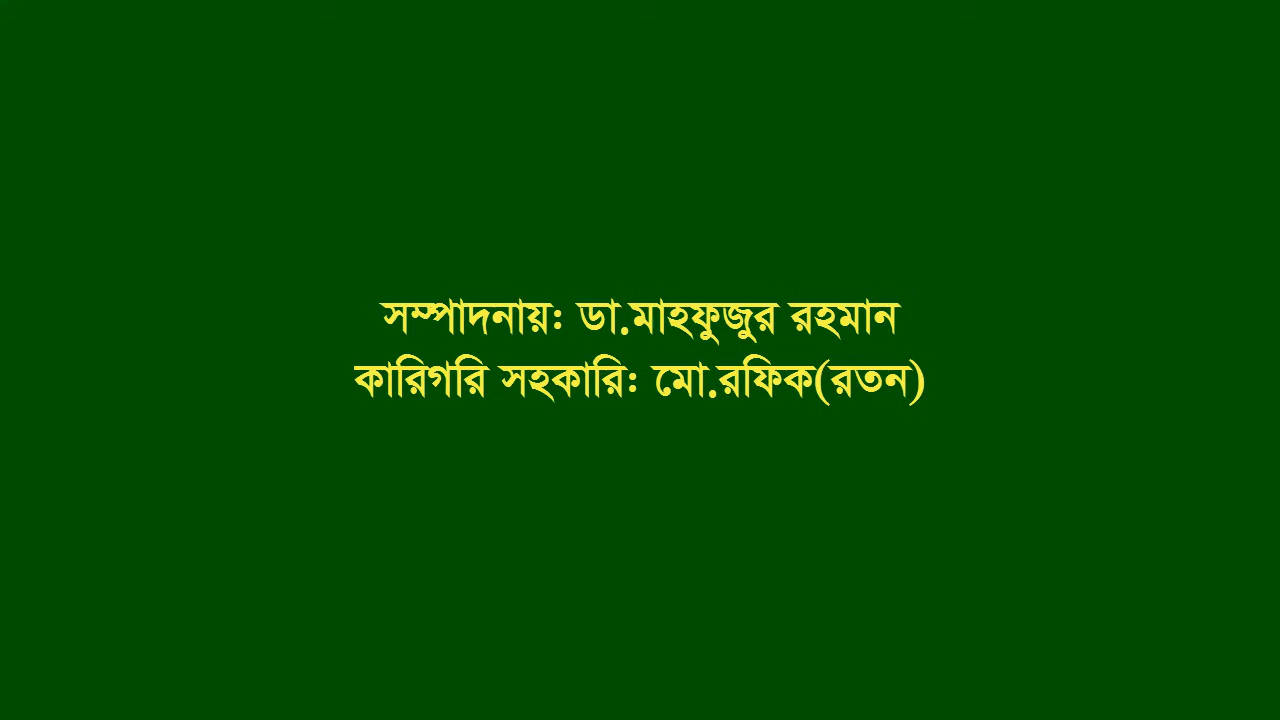 সম্পাদনায়: ডা.মাহফুজুর রহমান
কারিগরি সহকারি: মো.রফিক(রতন)